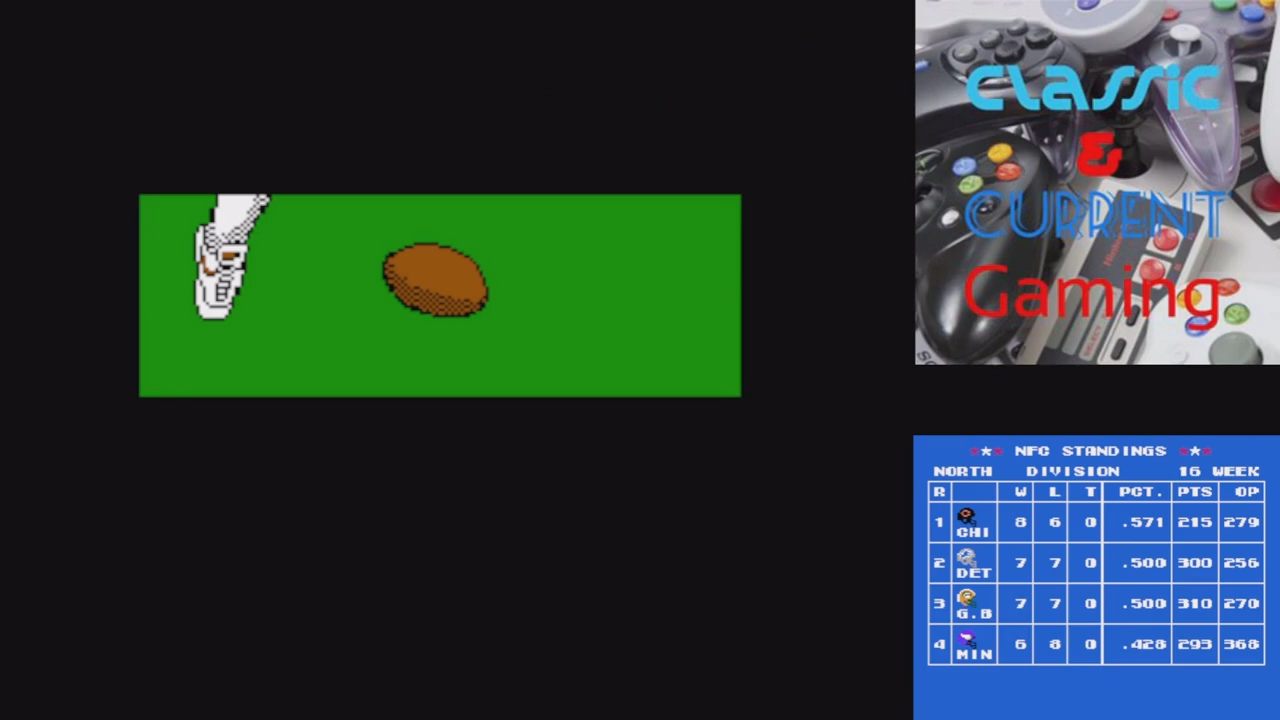 CLASSIC
&
CURRENT
Gaming
NFC STANDINGS
NORTH DIVISION 16 WEEK
R W L T PCT. PTS OP
1 CHI 8 6 0 .571 215 279
2 DET 7 7 0 .500 300 256
3 G.B 7 7 0 .500 310 270
4 MIN 6 8 0 .428 293 368